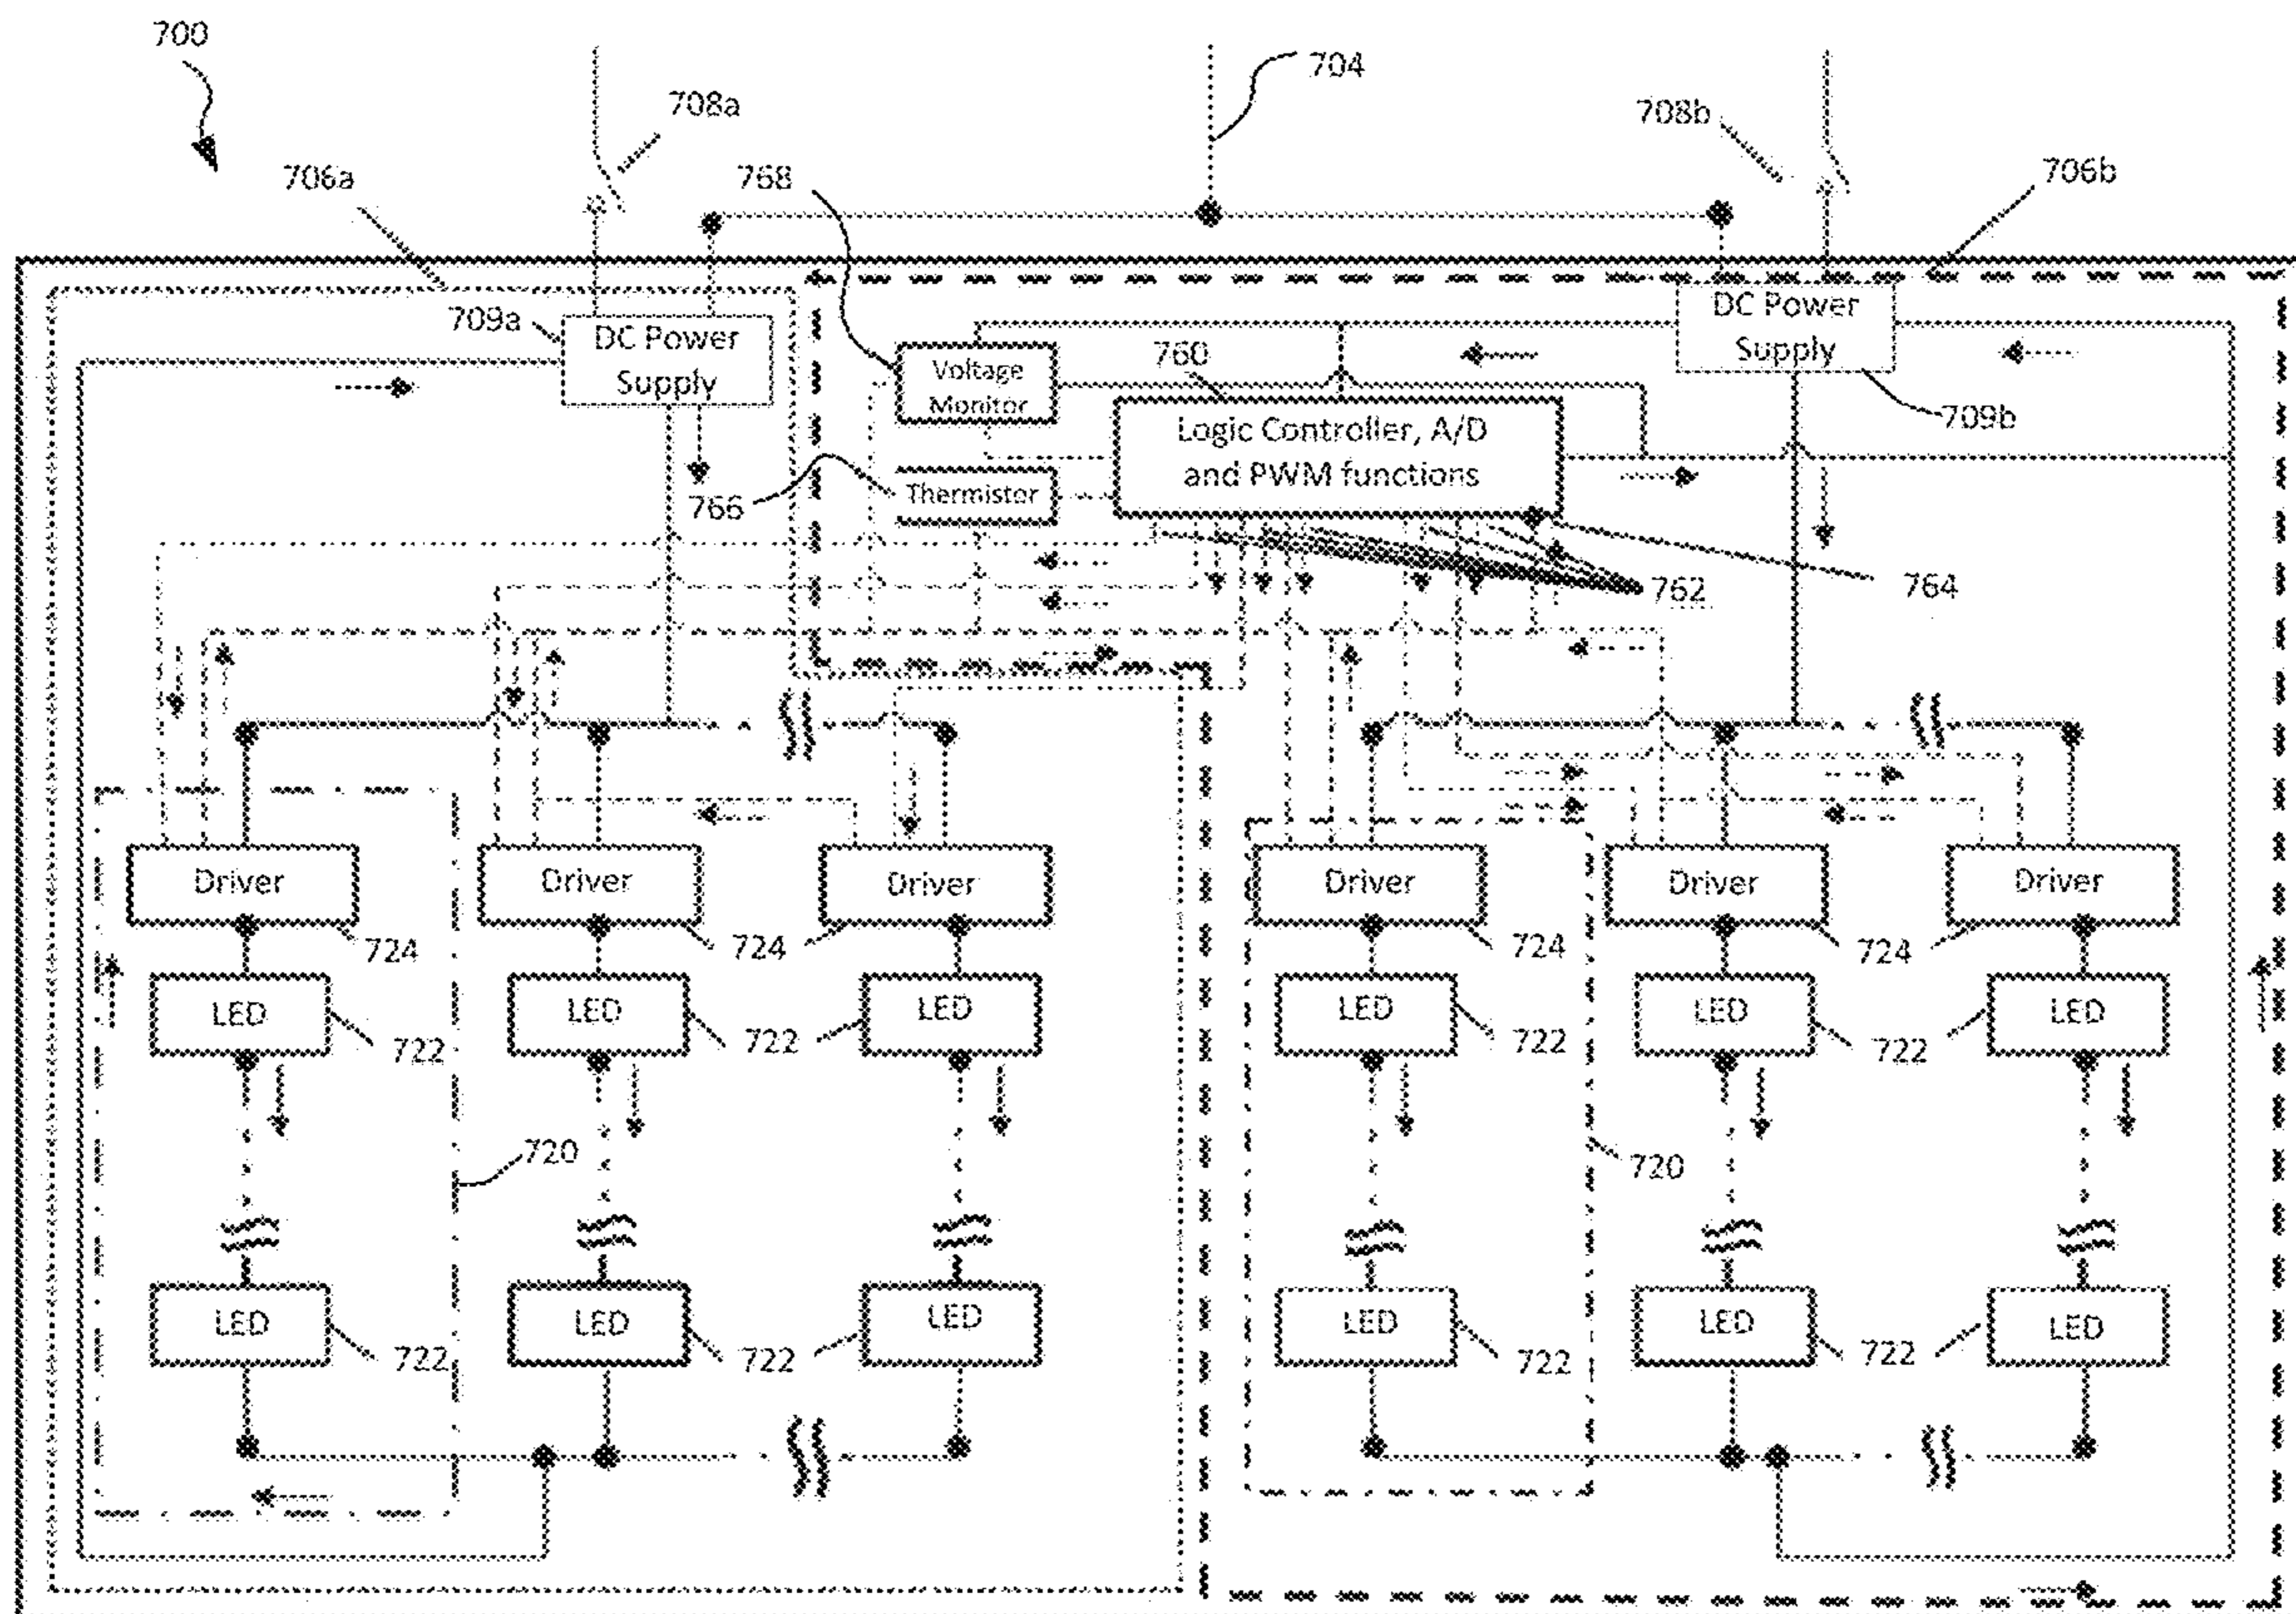 700
704
708a
708b
706a
768
706b
709a
DC Power
Supply
760
Voltage
Monitor
Logic Controller, A/D
and PWM functions
DC Power
Supply
709b
766
Thermistor
762
764
Driver
Driver
Driver
Driver
Driver
Driver
724
724
724
724
LED
LED
LED
LED
LED
LED
722
722
722
722
720
720
LED
LED
LED
LED
LED
LED
722
722
722
722